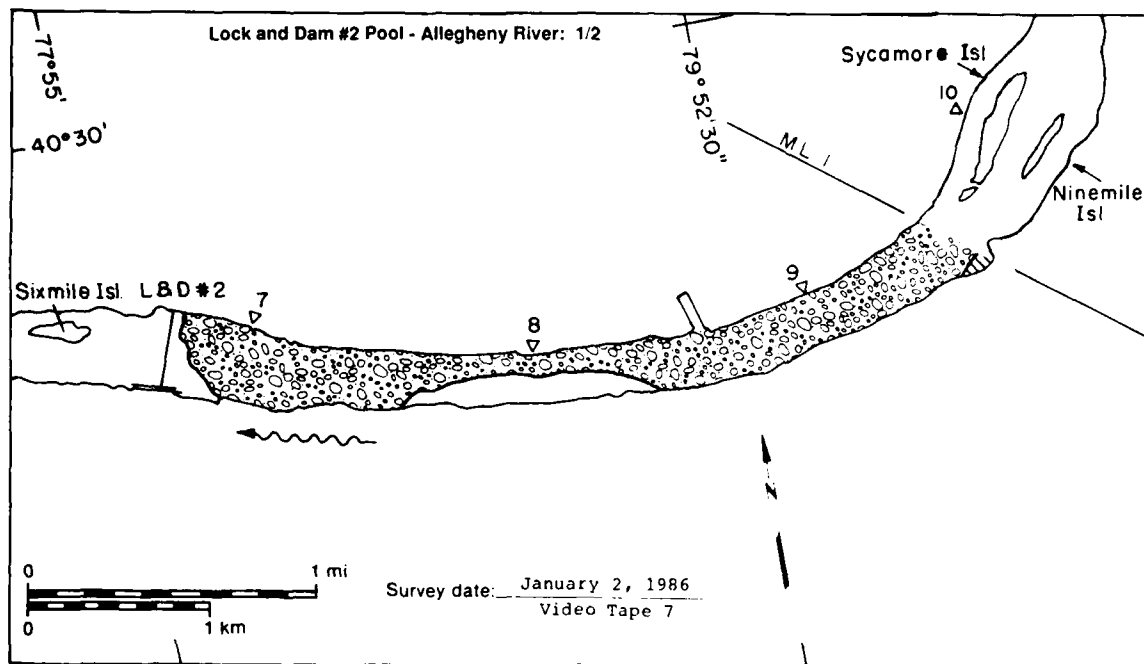 Lock and Dam #2 Pool - Allegheny River: 1/2
77°55'
79°52'30"
40°30'
Sycamore Isl
10
ML 1
Ninemile
Isl
Sixmile Isl. L&D #2
7
8
9
N
0 1 mi
0 1 km
Survey date: January 2, 1986
Video Tape 7